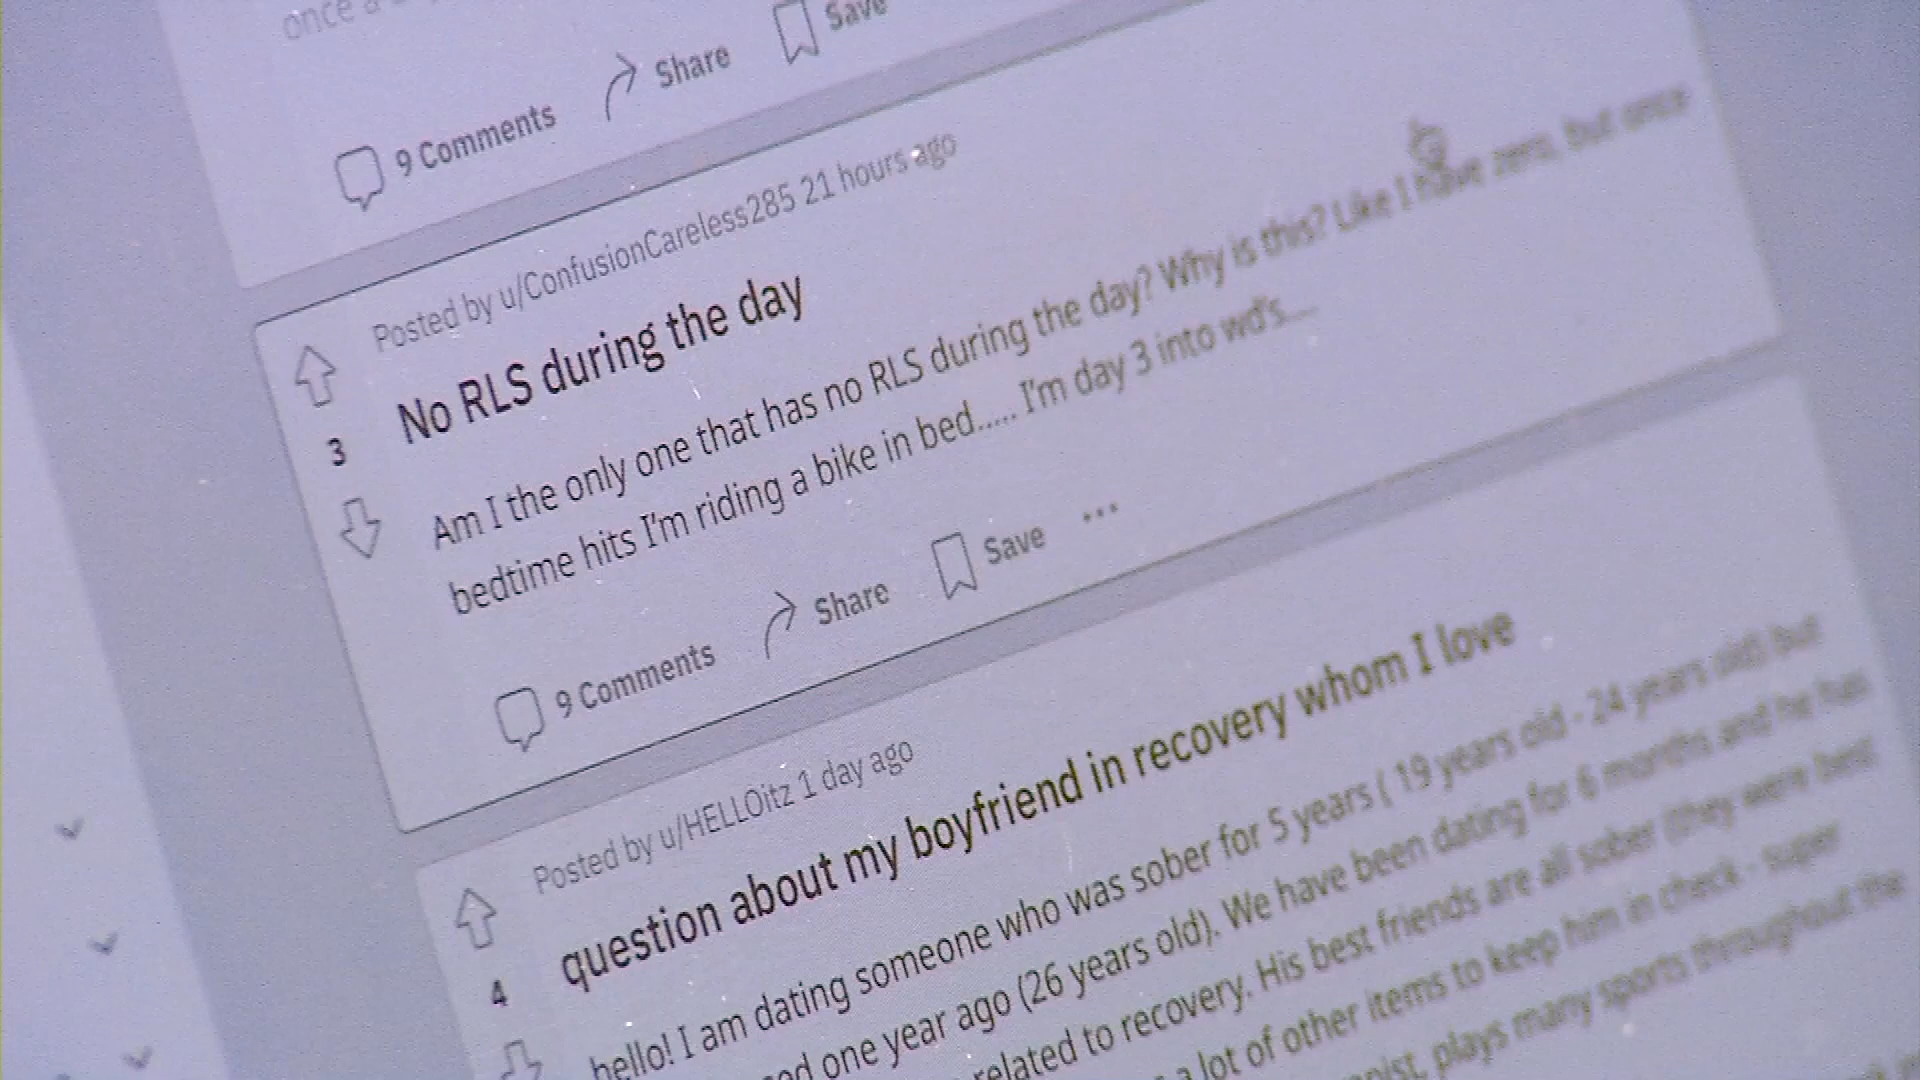 once a
9 Comments Share Save
Posted by u/ConfusionCareless285 21 hours ago
No RLS during the day
3
Am I the only one that has no RLS during the day? Why is this? Like I have zero, but once
bedtime hits I'm riding a bike in bed..... I'm day 3 into wd's....
9 Comments Share Save ...
Posted by u/HELLOitz 1 day ago
question about my boyfriend in recovery whom I love
4
hello! I am dating someone who was sober for 5 years ( 19 years old - 24 years old) but
one year ago (26 years old). We have been dating for 6 months and he has
related to recovery. His best friends are all sober (they were best
a lot of other items to keep him in check - super
plays many sports throughout the